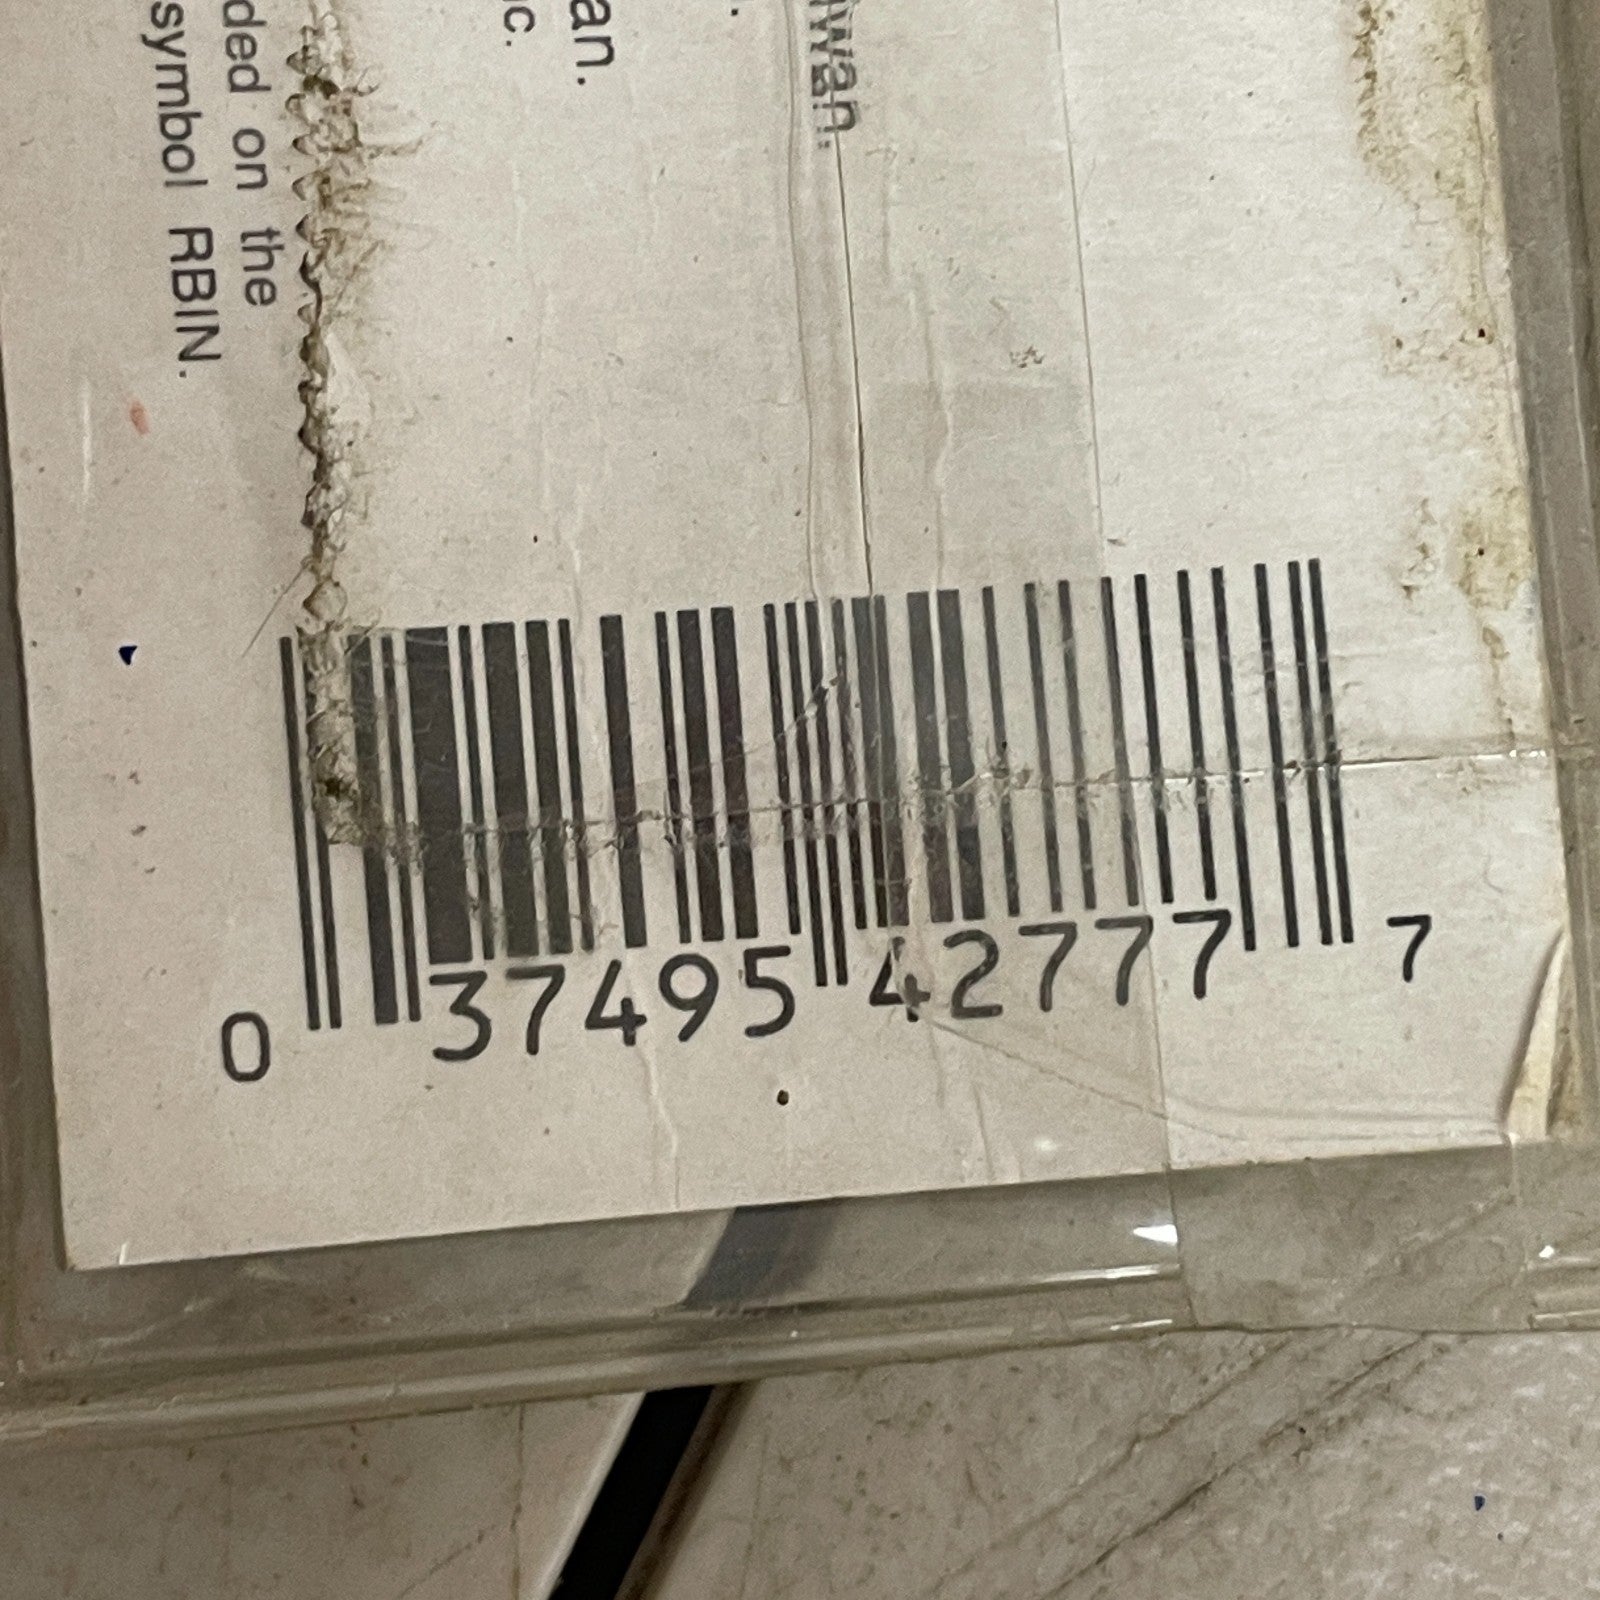 an.
ded on the
symbol RBIN.
0 37495 42777 7